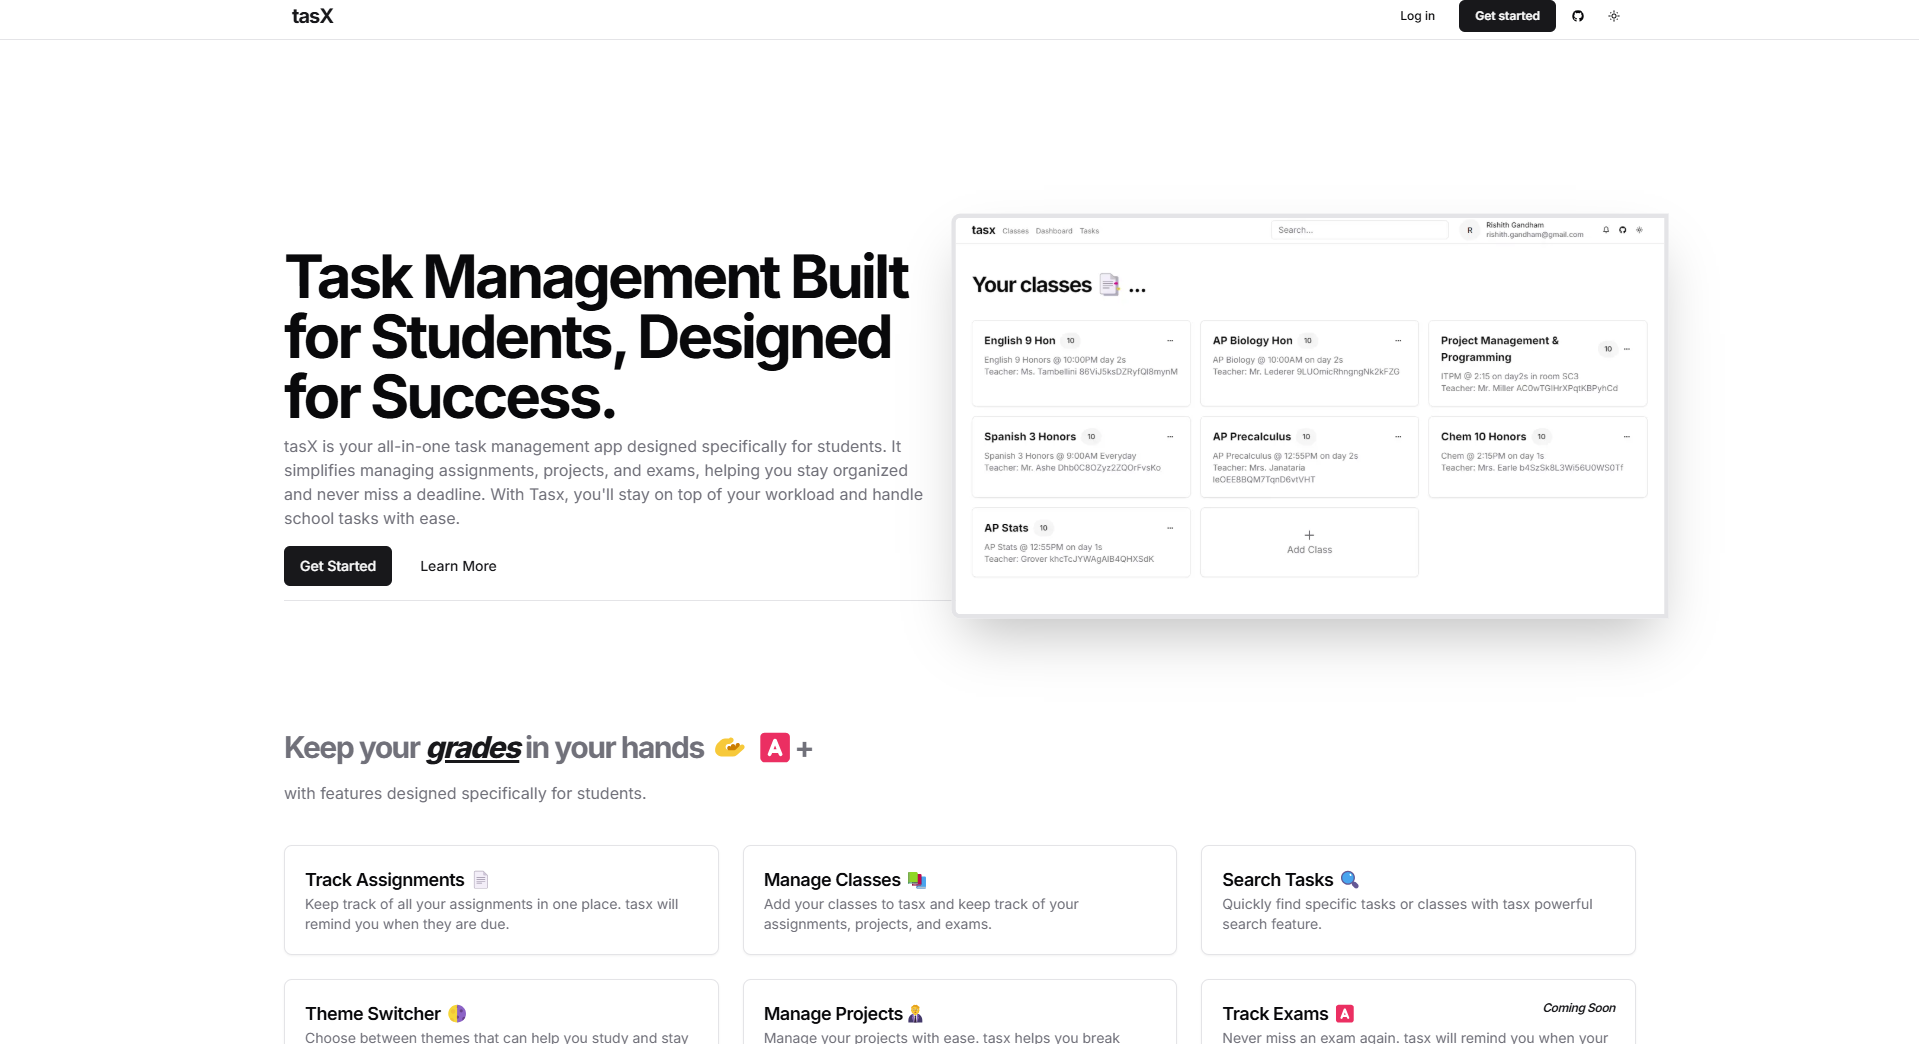 tasX
Log in
Get started
Task Management Built
for Students, Designed
for Success.
tasX is your all-in-one task management app designed specifically for students. It
simplifies managing assignments, projects, and exams, helping you stay organized
and never miss a deadline. With Tasx, you'll stay on top of your workload and handle
school tasks with ease.
Get Started
Learn More
tasx Classes Dashboard Tasks
Search...
R
Rishith Gandham
rishith.gandham@gmail.com
Your classes ...
English 9 Hon 10
English 9 Honors @ 10:00PM day 2s
Teacher: Ms. Tambellini
AP Biology Hon 10
AP Biology @ 10:00AM on day 2s
Teacher: Mr. Lederer
Project Management &
Programming 10
ITPM @ 2:15 on day2s in room SC3
Teacher: Mr. Miller
Spanish 3 Honors 10
Spanish 3 Honors @ 9:00AM Everyday
Teacher: Mr. Ashe
AP Precalculus 10
AP Precalculus @ 12:55PM on day 2s
Teacher: Mrs. Janataria
Chem 10 Honors 10
Chem @ 2:15PM on day 1s
Teacher: Mrs. Earle
AP Stats 10
AP Stats @ 12:55PM on day 1s
Teacher: Grover
Add Class
Keep your grades in your hands A +
with features designed specifically for students.
Track Assignments
Keep track of all your assignments in one place. tasx will
remind you when they are due.
Manage Classes
Add your classes to tasx and keep track of your
assignments, projects, and exams.
Search Tasks
Quickly find specific tasks or classes with tasx powerful
search feature.
Theme Switcher
Choose between themes that can help you study and stay
Manage Projects
Manage your projects with ease. tasx helps you break
Track Exams A
Coming Soon
Never miss an exam again. tasx will remind you when your